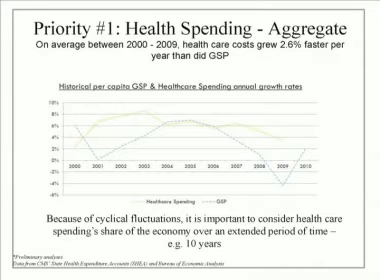 Priority #1: Health Spending - Aggregate
On average between 2000 - 2009, health care costs grew 2.6% faster per
year than did GSP
Historical per capita GSP & Healthcare Spending annual growth rates
10%
8%
6%
4%
2%
0%
-2%
-4%
-6%
2000 2001 2002 2003 2004 2005 2006 2007 2008 2009 2010
Healthcare Spending GSP
Because of cyclical fluctuations, it is important to consider health care
spending's share of the economy over an extended period of time –
e.g. 10 years
*Preliminary analyses
Data from CMS' State Health Expenditure Accounts (SHEA) and Bureau of Economic Analysis